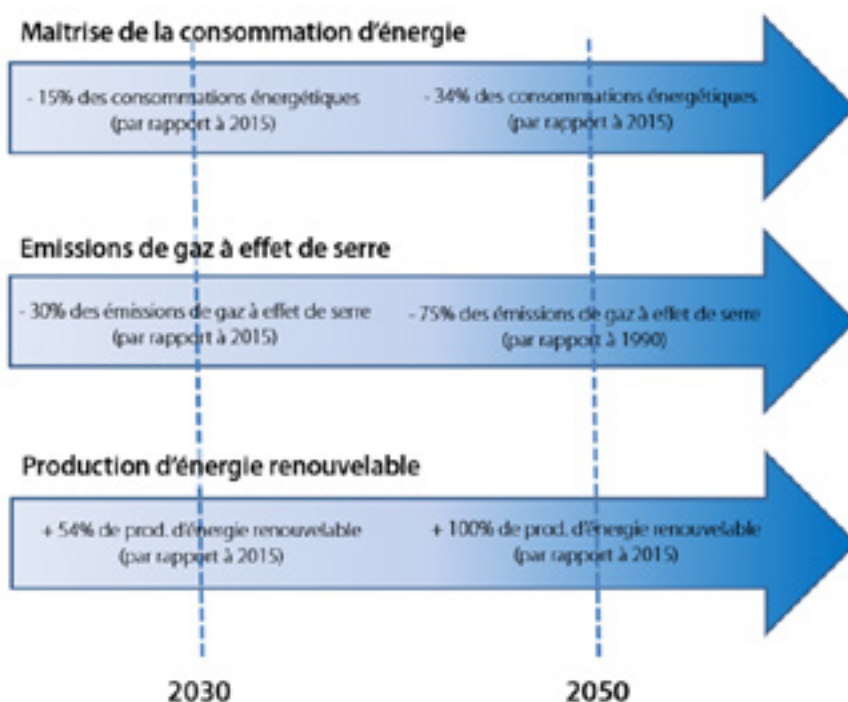 Maîtrise de la consommation d'énergie
- 15% des consommations énergétiques
(par rapport à 2015)
- 34% des consommations énergétiques
(par rapport à 2015)
Emissions de gaz à effet de serre
- 30% des émissions de gaz à effet de serre
(par rapport à 2015)
- 75% des émissions de gaz à effet de serre
(par rapport à 1990)
Production d'énergie renouvelable
+ 54% de prod. d'énergie renouvelable
(par rapport à 2015)
+ 100% de prod. d'énergie renouvelable
(par rapport à 2015)
2030
2050